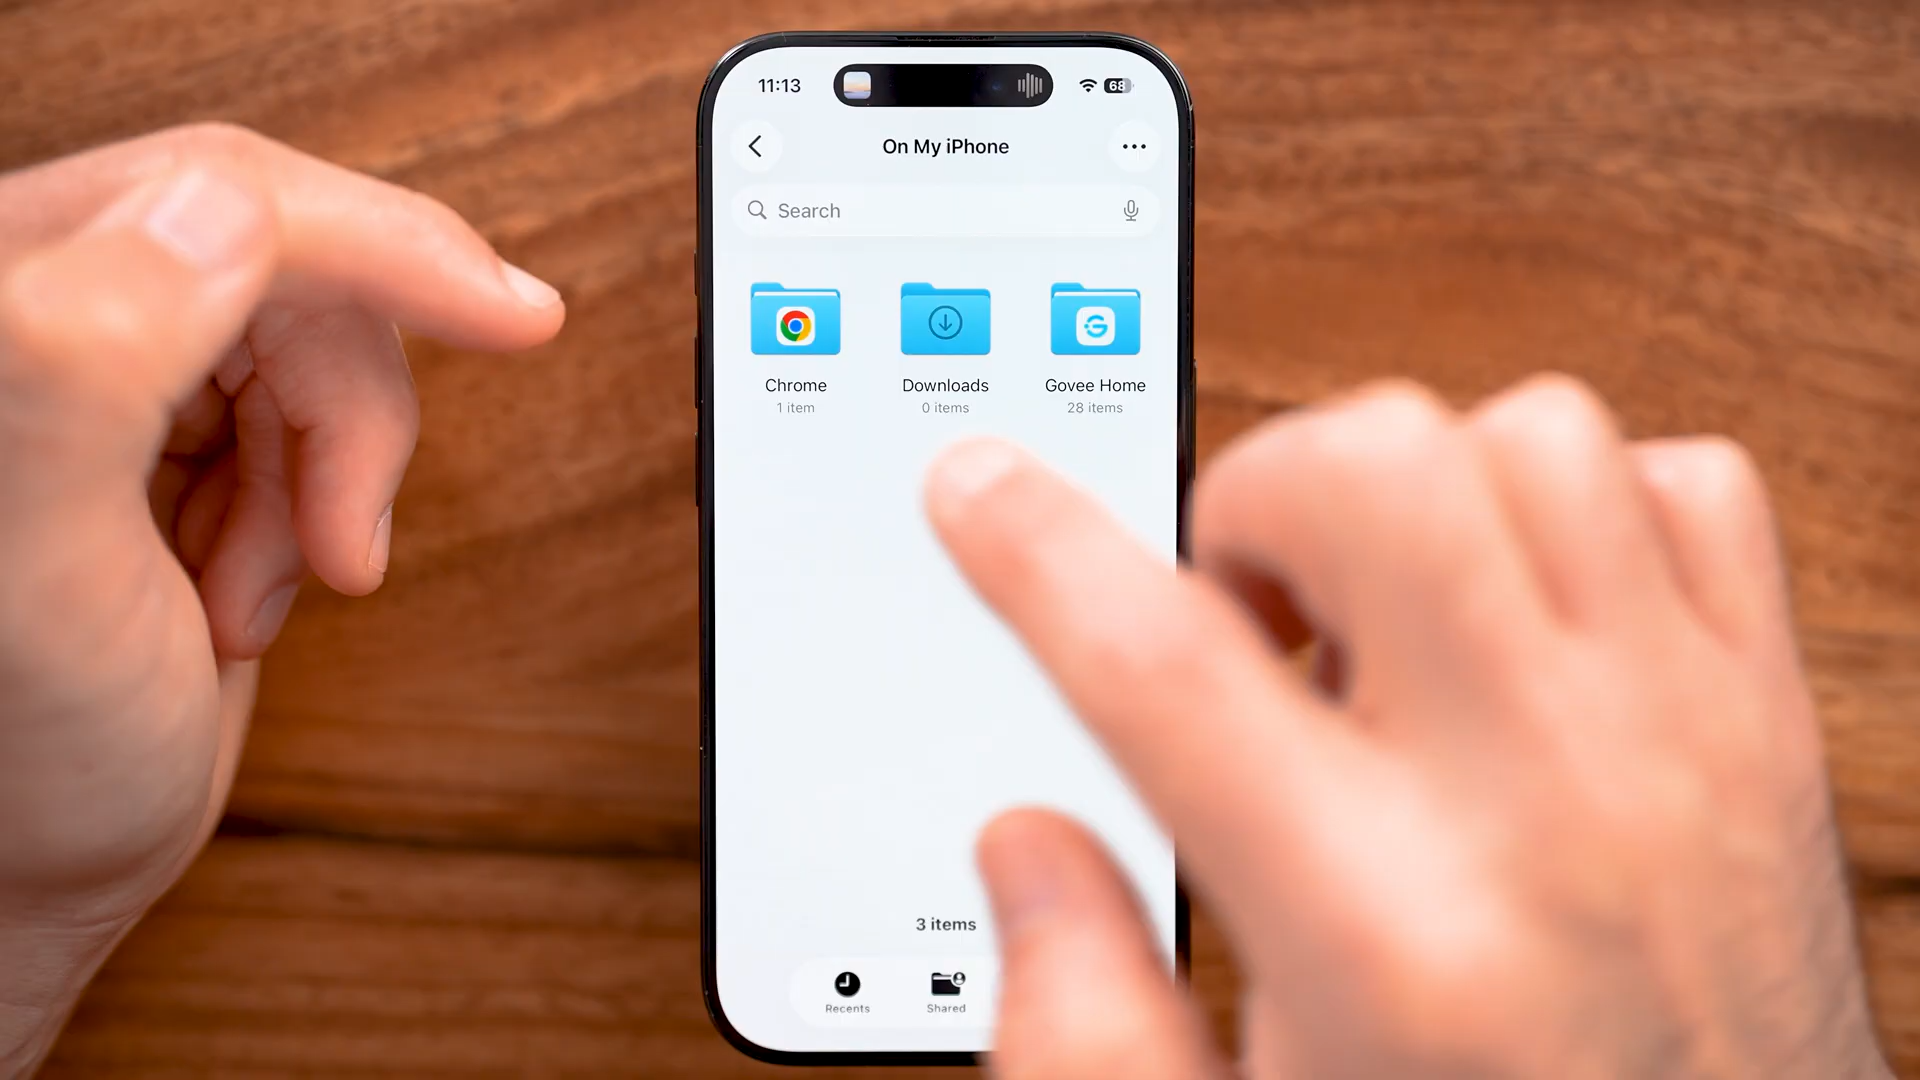 11:13
68
On My iPhone
Search
Chrome
1 item
Downloads
0 items
Govee Home
28 items
3 items
Recents
Shared